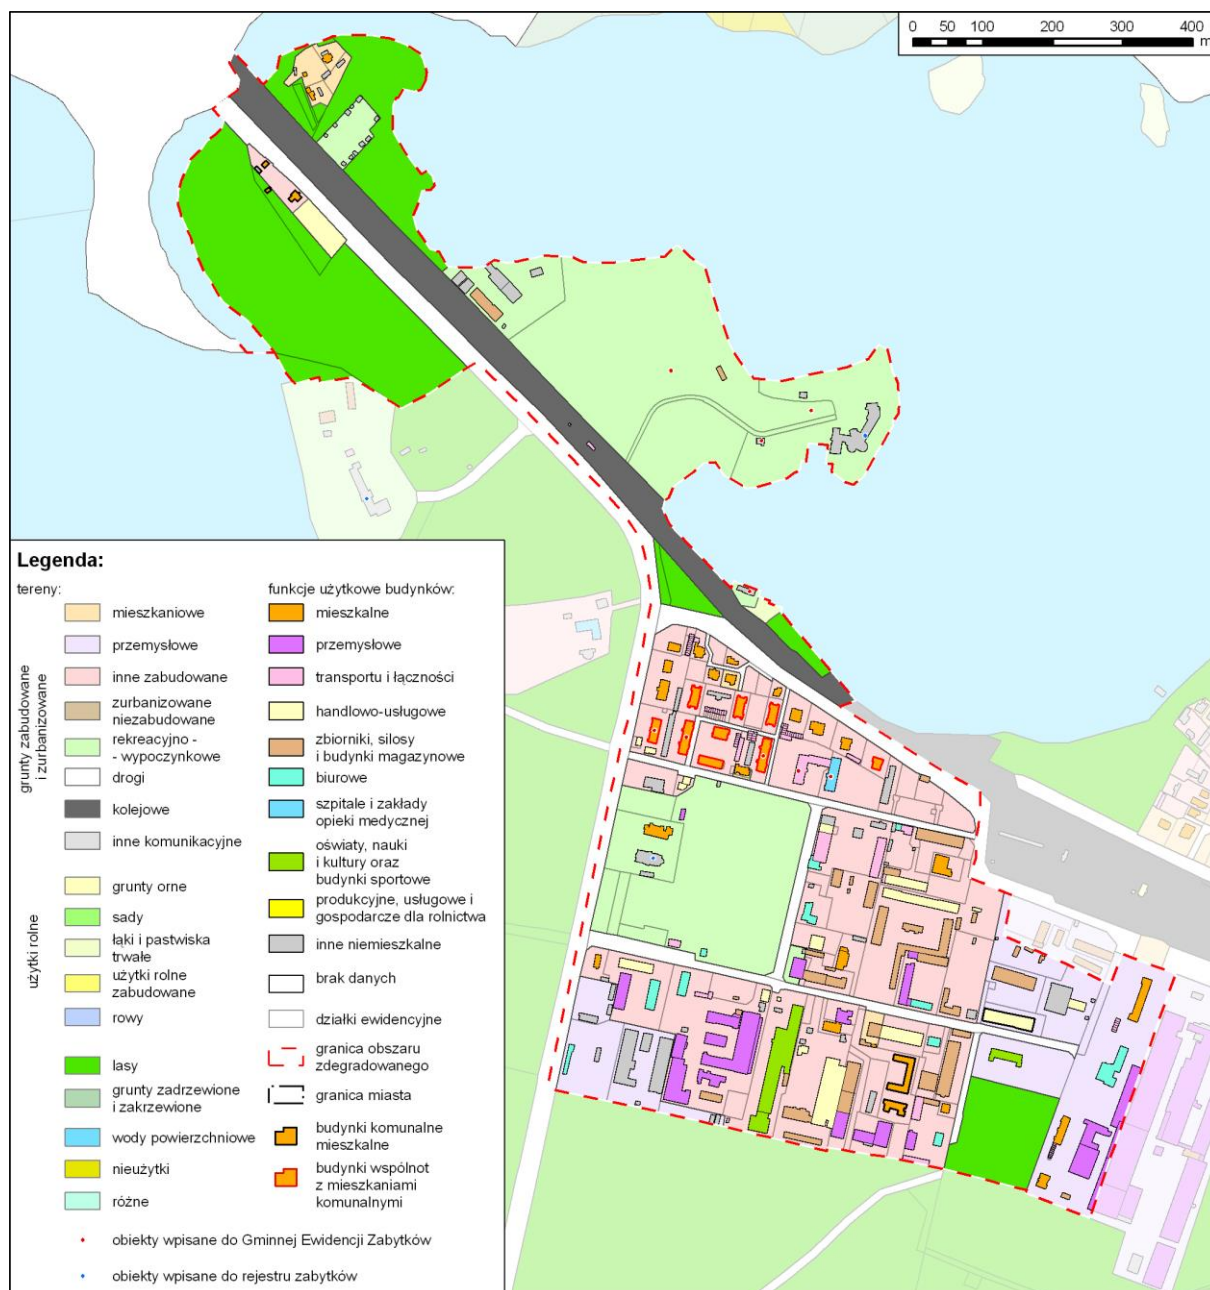 0 50 100 200 300 400
m
Legenda:
tereny:
grunty zabudowane
i zurbanizowane
mieszkaniowe
przemysłowe
inne zabudowane
zurbanizowane
niezabudowane
rekreacyjno -
- wypoczynkowe
drogi
kolejowe
inne komunikacyjne
użytki rolne
grunty orne
sady
łąki i pastwiska
trwałe
użytki rolne
zabudowane
rowy
lasy
grunty zadrzewione
i zakrzewione
wody powierzchniowe
nieużytki
różne
funkcje użytkowe budynków:
mieszkalne
przemysłowe
transportu i łączności
handlowo-usługowe
zbiorniki, silosy
i budynki magazynowe
biurowe
szpitale i zakłady
opieki medycznej
oświaty, nauki
i kultury oraz
budynki sportowe
produkcyjne, usługowe i
gospodarcze dla rolnictwa
inne niemieszkalne
brak danych
działki ewidencyjne
granica obszaru
zdegradowanego
granica miasta
budynki komunalne
mieszkalne
budynki wspólnot
z mieszkaniami
komunalnymi
obiekty wpisane do Gminnej Ewidencji Zabytków
obiekty wpisane do rejestru zabytków